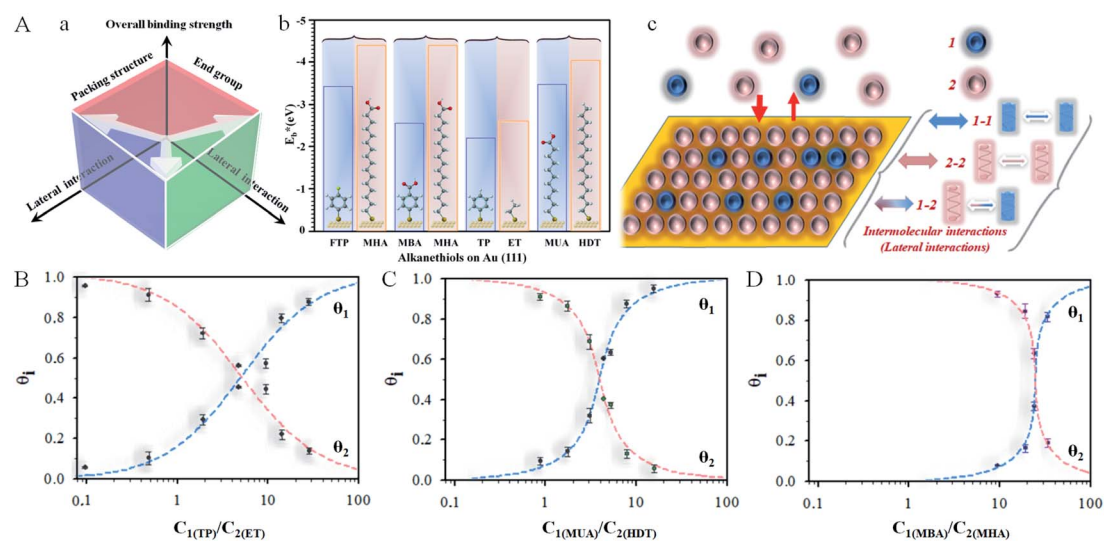 A
a
Overall binding strength
Packing structure
End group
Lateral interaction
Lateral interaction
b
E_b*(eV)
-5
-4
-3
-2
-1
0
FTP MHA MBA MHA TP ET MUA HDT
Alkanethiols on Au (111)
c
1
2
1-1
2-2
1-2
Intermolecular interactions
(Lateral interactions)
B
θi
1.0
0.8
0.6
0.4
0.2
0.0
θ1
θ2
0.1 1 10 100
C1(TP)/C2(ET)
C
θi
1.0
0.8
0.6
0.4
0.2
0.0
θ1
θ2
0.1 1 10 100
C1(MUA)/C2(HDT)
D
θi
1.0
0.8
0.6
0.4
0.2
0.0
θ1
θ2
0.1 1 10 100
C1(MBA)/C2(MHA)